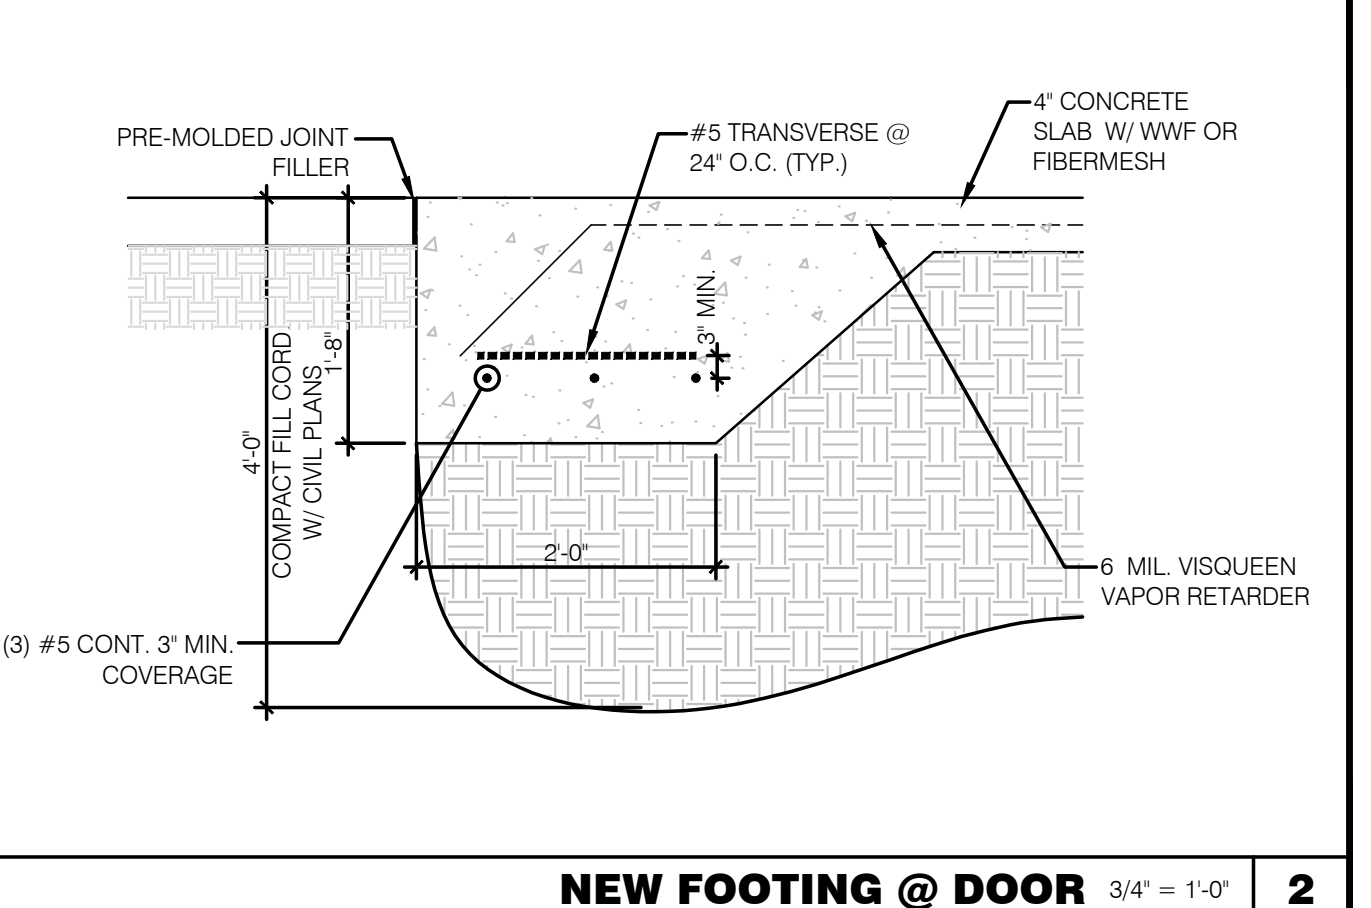 PRE-MOLDED JOINT
FILLER
#5 TRANSVERSE @
24" O.C. (TYP.)
4" CONCRETE
SLAB W/ WWF OR
FIBERMESH
3" MIN.
1'-8"
4'-0"
COMPACT FILL CORD.
W/ CIVIL PLANS
2'-0"
6 MIL. VISQUEEN
VAPOR RETARDER
(3) #5 CONT. 3" MIN.
COVERAGE
NEW FOOTING @ DOOR 3/4" = 1'-0" 2